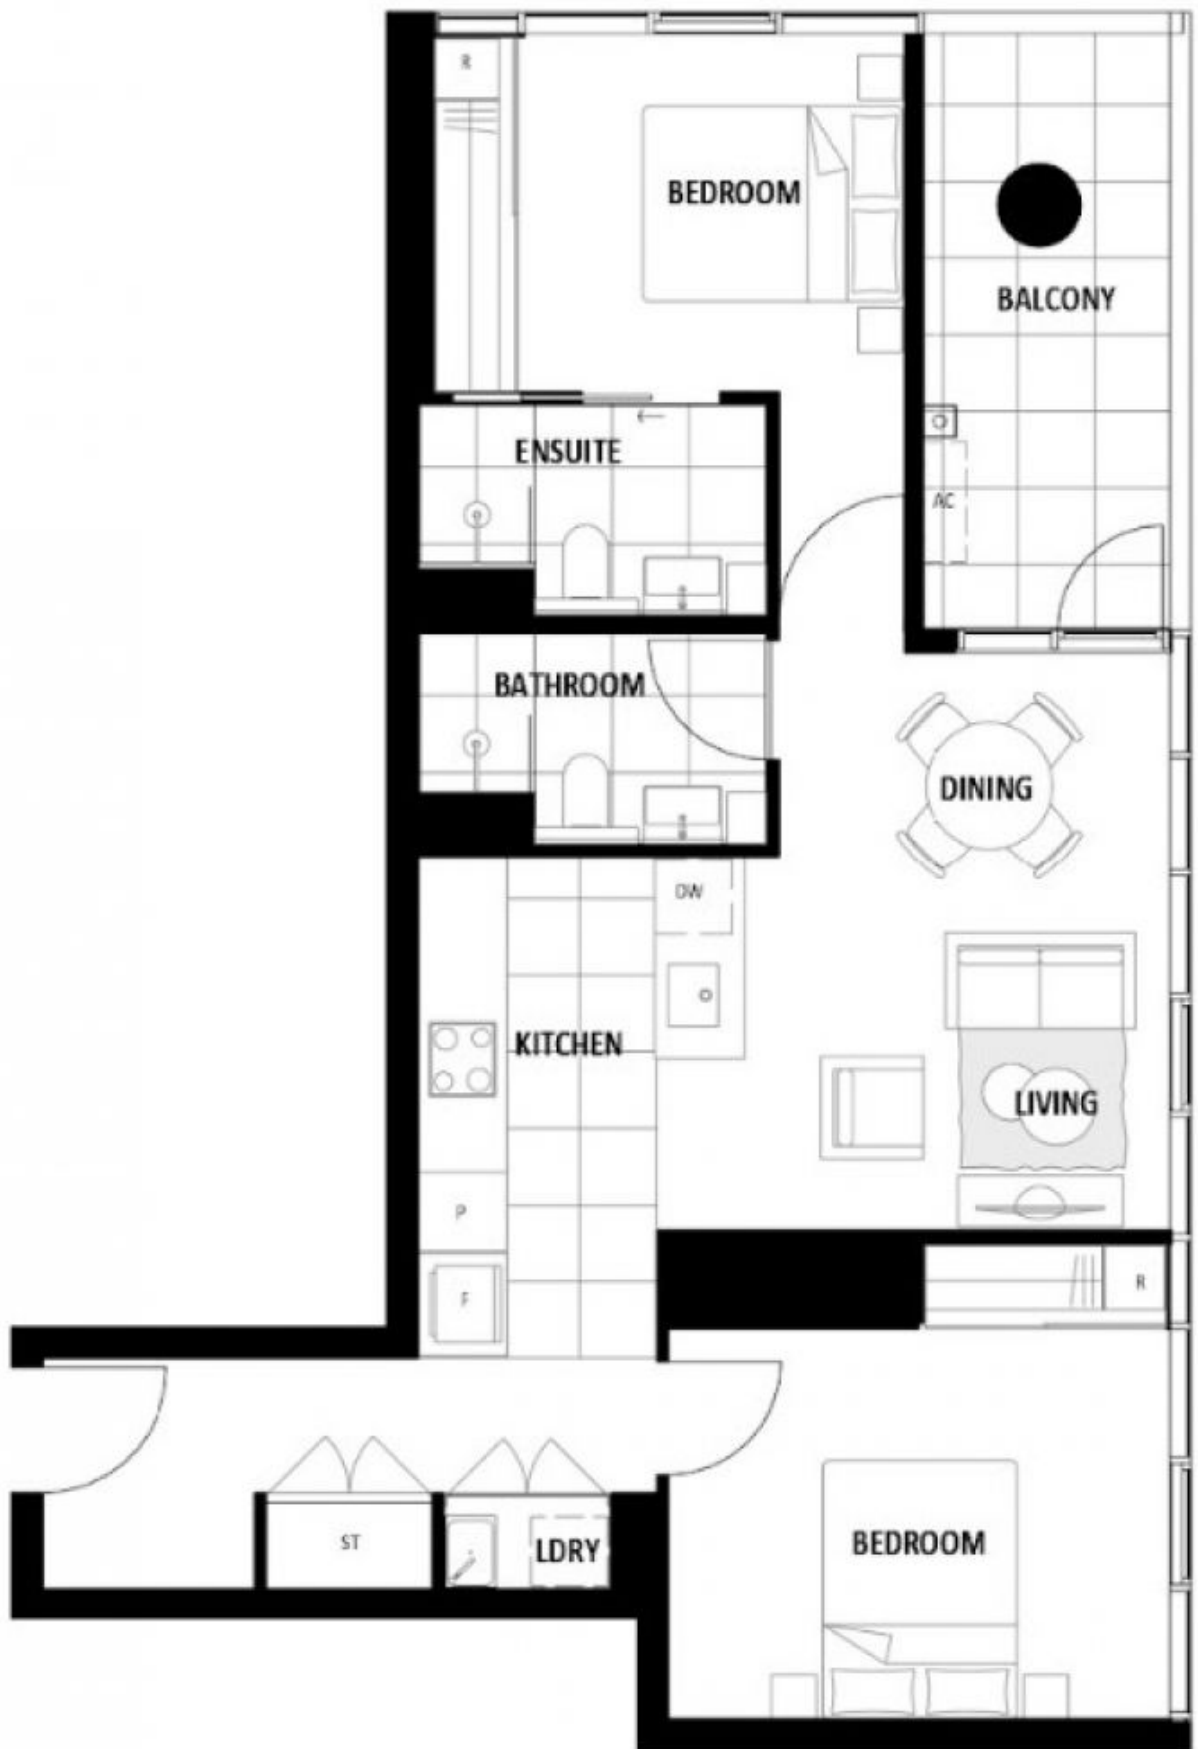 R
BEDROOM
BALCONY
ENSUITE
AC
BATHROOM
DINING
DW
KITCHEN
LIVING
P
R
F
ST
LDRY
BEDROOM